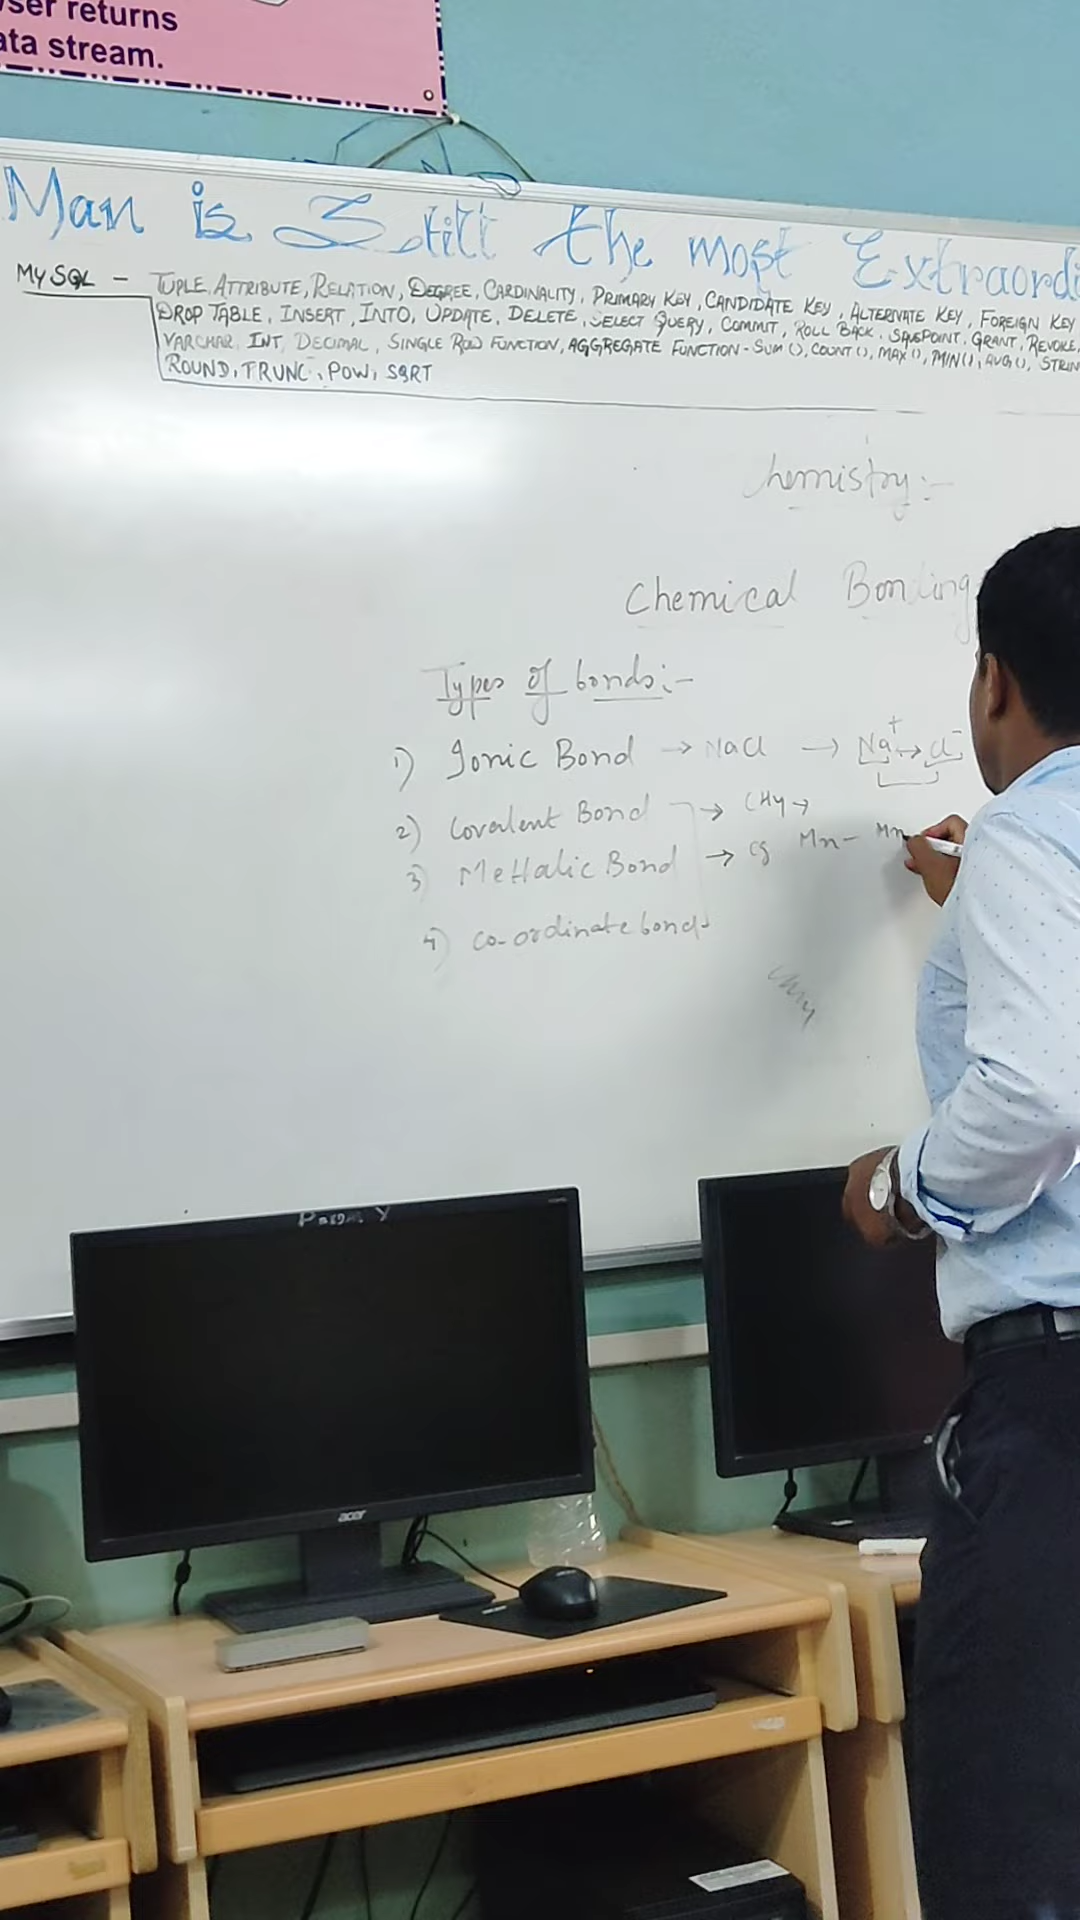 ser returns
ata stream.
Man is Still the most Extraordi
MySQL - TUPLE, ATTRIBUTE, RELATION, DEGREE, CARDINALITY, PRIMARY KEY, CANDIDATE KEY, ALTERNATE KEY, FOREIGN KEY
DROP TABLE, INSERT, INTO, UPDATE, DELETE, SELECT QUERY, COMMIT, ROLL BACK, SAVEPOINT, GRANT, REVOKE,
VARCHAR, INT, DECIMAL, SINGLE ROW FUNCTION, AGGREGATE FUNCTION - SUM(), COUNT(), MAX(), MIN(), AVG(), STRIN
ROUND, TRUNC, POW, SQRT
Chemistry:-
Chemical Bonding
Types of bonds:-
1) Ionic Bond → NaCl → Na⁺ → Cl⁻
2) Covalent Bond → CH4 →
3) Mettalic Bond → eg Mn - Mn
4) Co-ordinate bonds
acer